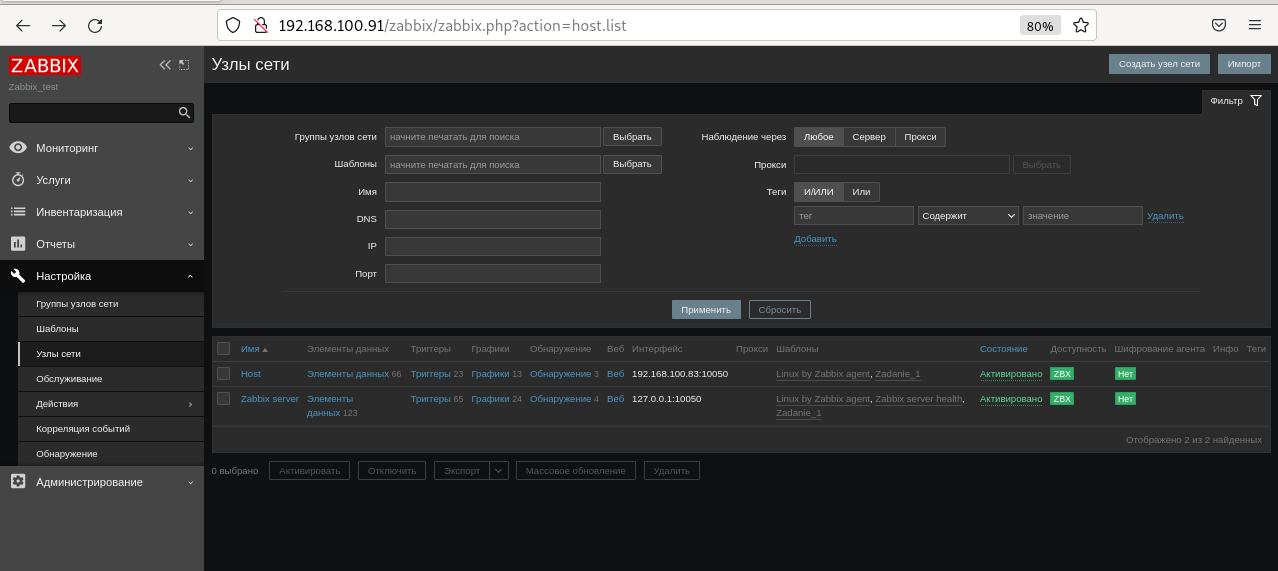 192.168.100.91/zabbix/zabbix.php?action=host.list 80%
ZABBIX
Zabbix_test
Мониторинг
Услуги
Инвентаризация
Отчеты
Настройка
Группы узлов сети
Шаблоны
Узлы сети
Обслуживание
Действия
Корреляция событий
Обнаружение
Администрирование
Узлы сети Создать узел сети Импорт
Фильтр
Группы узлов сети начните печатать для поиска Выбрать
Шаблоны начните печатать для поиска Выбрать
Имя
DNS
IP
Порт
Наблюдение через Любое Сервер Прокси
Прокси Выбрать
Теги И/ИЛИ Или
тег Содержит значение Удалить
Добавить
Применить Сбросить
Имя Элементы данных Триггеры Графики Обнаружение Веб Интерфейс Прокси Шаблоны Состояние Доступность Шифрование агента Инфо Теги
Host Элементы данных 66 Триггеры 23 Графики 13 Обнаружение 3 Веб 192.168.100.83:10050 Linux by Zabbix agent, Zadanie_1 Активировано ZBX Нет
Zabbix server Элементы Триггеры 65 Графики 24 Обнаружение 4 Веб 127.0.0.1:10050 Linux by Zabbix agent, Zabbix server health, Активировано ZBX Нет
данных 123 Zadanie_1
Отображено 2 из 2 найденных
0 выбрано Активировать Отключить Экспорт Массовое обновление Удалить